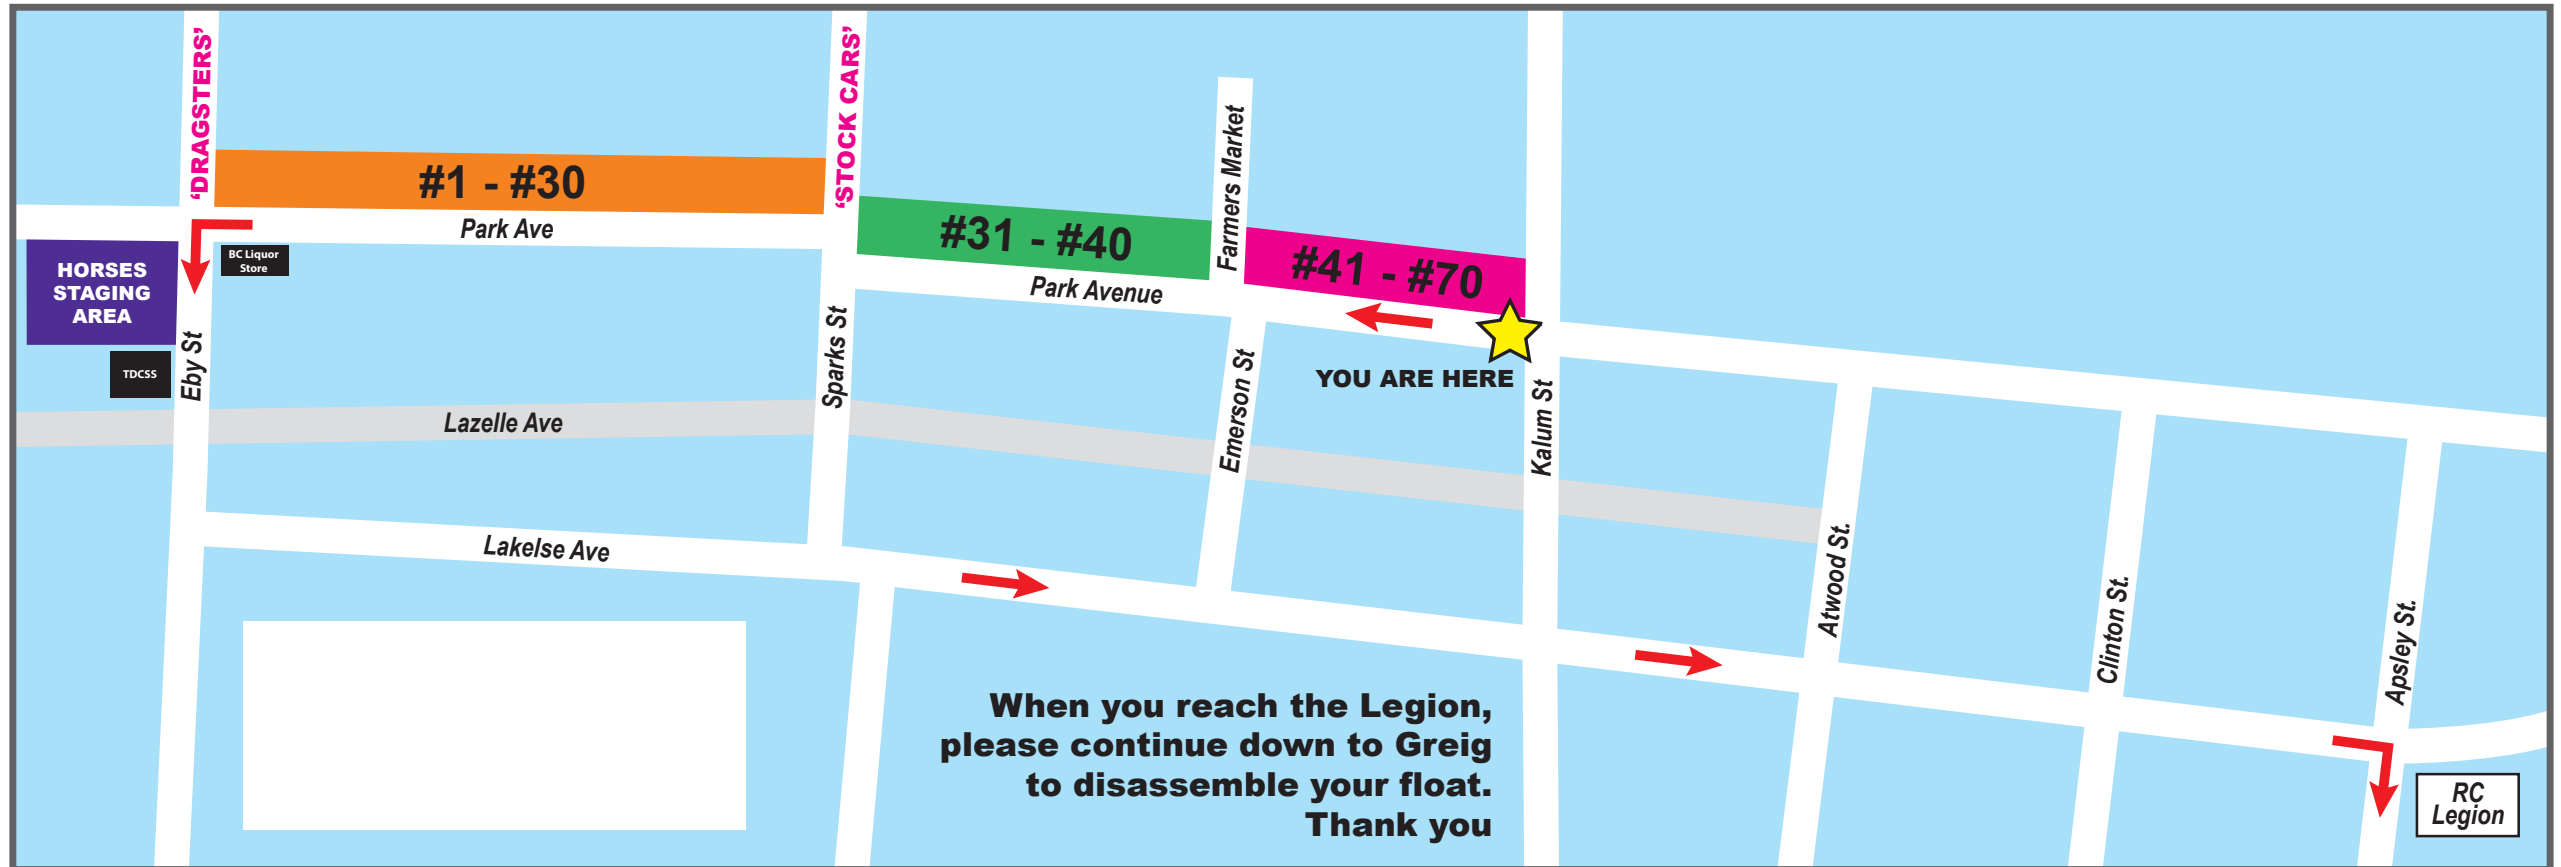 ‘DRAGSTERS’
‘STOCK CARS’
Farmers Market
#1 - #30
#31 - #40
#41 - #70
Park Ave
Park Avenue
HORSES
STAGING
AREA
BC Liquor
Store
TDCSS
Eby St
Sparks St
Emerson St
YOU ARE HERE
Kalum St
Lazelle Ave
Lakelse Ave
Atwood St.
Clinton St.
Apsley St.
When you reach the Legion,
please continue down to Greig
to disassemble your float.
Thank you
RC
Legion